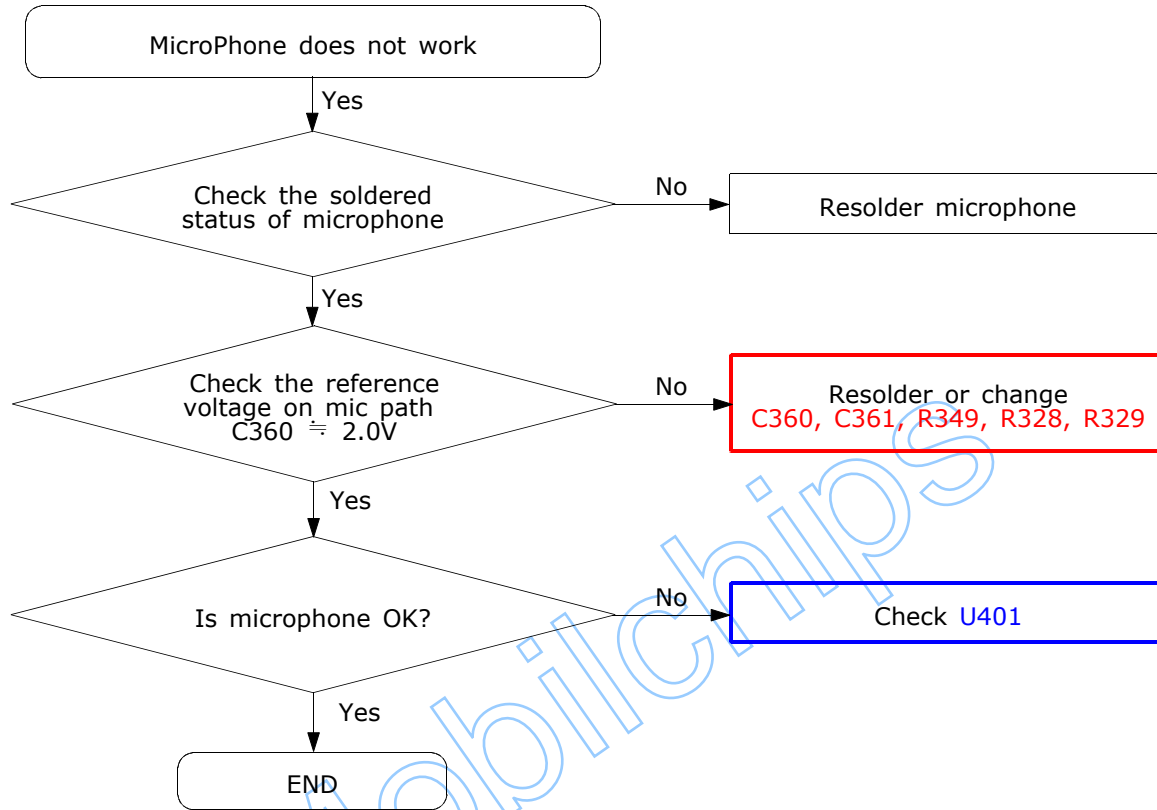 MicroPhone does not work
Yes
Check the soldered
status of microphone
No
Resolder microphone
Yes
Check the reference
voltage on mic path
C360 ≒ 2.0V
No
Resolder or change
C360, C361, R349, R328, R329
Yes
Is microphone OK?
No
Check U401
Yes
END
Mobilchips